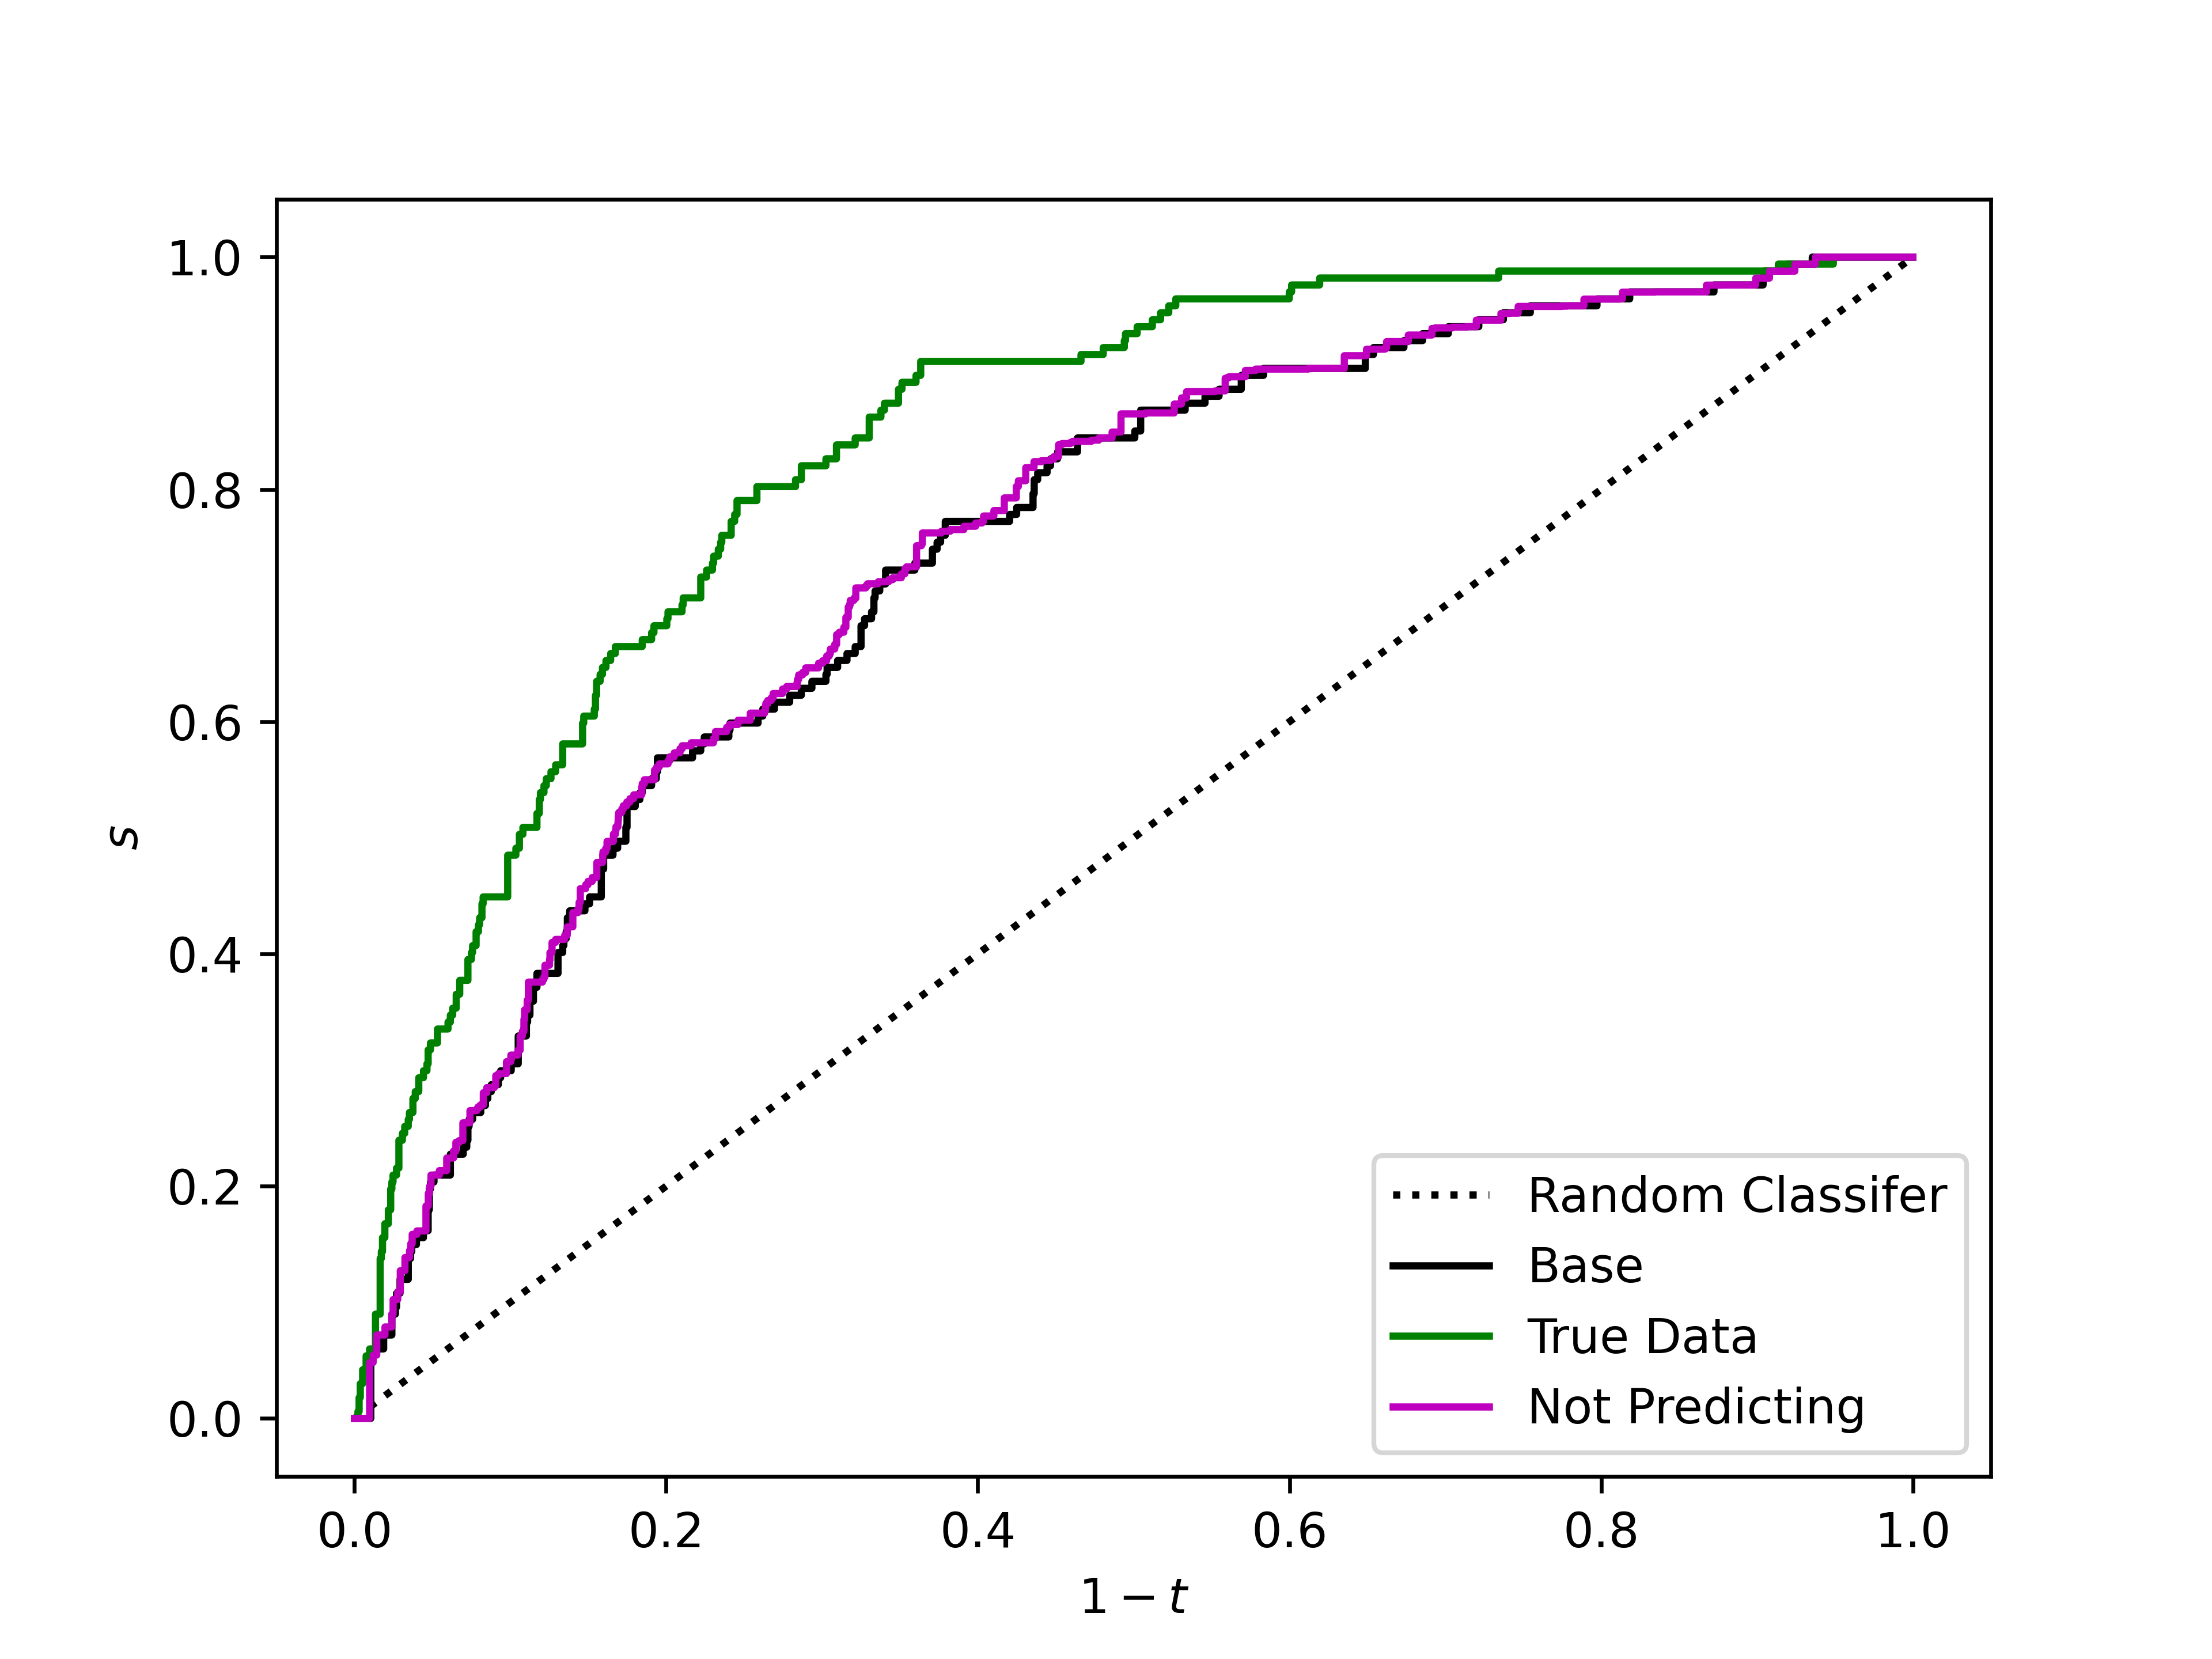 1.0
0.8
0.6
0.4
0.2
0.0
s
0.0 0.2 0.4 0.6 0.8 1.0
1 − t
Random Classifer
Base
True Data
Not Predicting